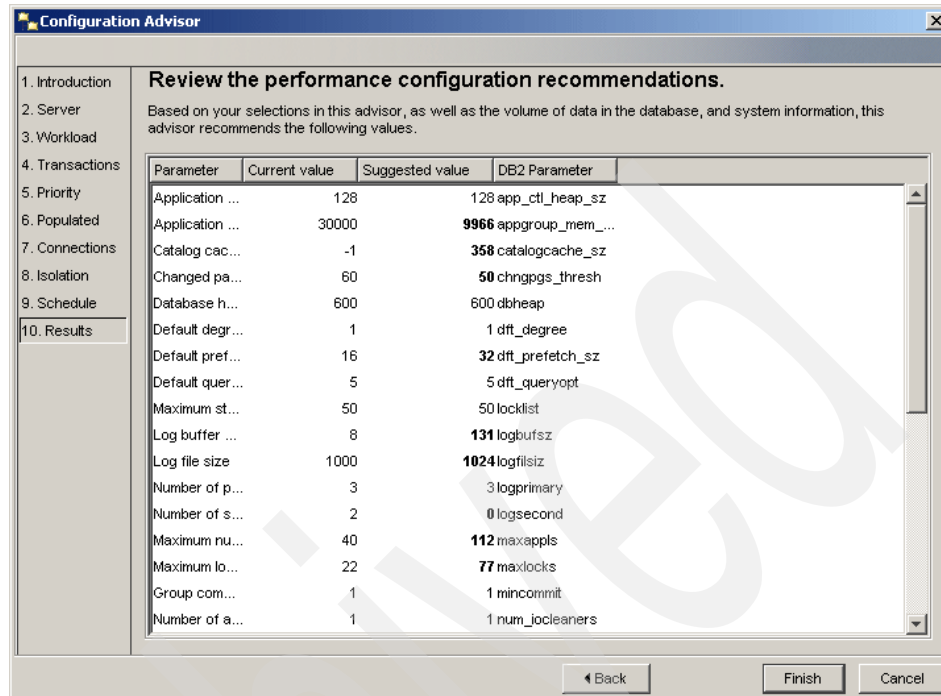 Configuration Advisor
1. Introduction
2. Server
3. Workload
4. Transactions
5. Priority
6. Populated
7. Connections
8. Isolation
9. Schedule
10. Results
Review the performance configuration recommendations.
Based on your selections in this advisor, as well as the volume of data in the database, and system information, this
advisor recommends the following values.
Parameter Current value Suggested value DB2 Parameter
Application ... 128 128 app_ctl_heap_sz
Application ... 30000 9966 appgroup_mem_...
Catalog cac... -1 358 catalogcache_sz
Changed pa... 60 50 chngpgs_thresh
Database h... 600 600 dbheap
Default degr... 1 1 dft_degree
Default pref... 16 32 dft_prefetch_sz
Default quer... 5 5 dft_queryopt
Maximum st... 50 50 locklist
Log buffer ... 8 131 logbufsz
Log file size 1000 1024 logfilsiz
Number of p... 3 3 logprimary
Number of s... 2 0 logsecond
Maximum nu... 40 112 maxappls
Maximum lo... 22 77 maxlocks
Group com... 1 1 mincommit
Number of a... 1 1 num_iocleaners
Back Finish Cancel